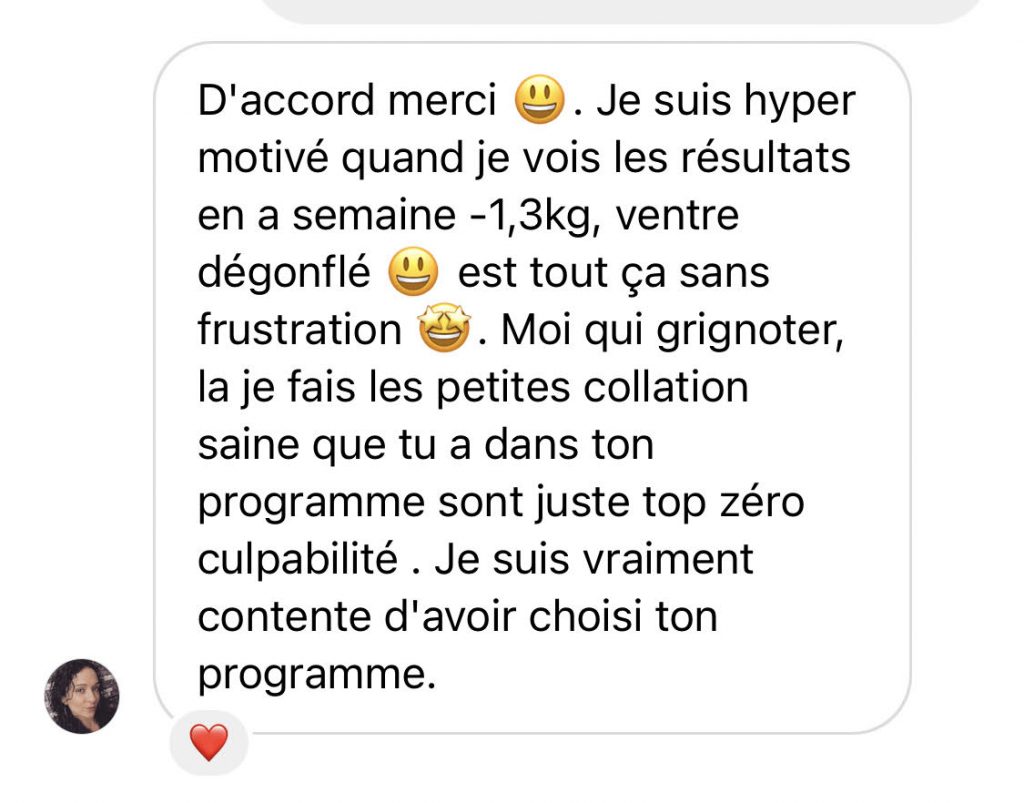 D'accord merci 😃. Je suis hyper
motivé quand je vois les résultats
en a semaine -1,3kg, ventre
dégonflé 😃 est tout ça sans
frustration 🤩. Moi qui grignoter,
la je fais les petites collation
saine que tu a dans ton
programme sont juste top zéro
culpabilité . Je suis vraiment
contente d'avoir choisi ton
programme.
❤️